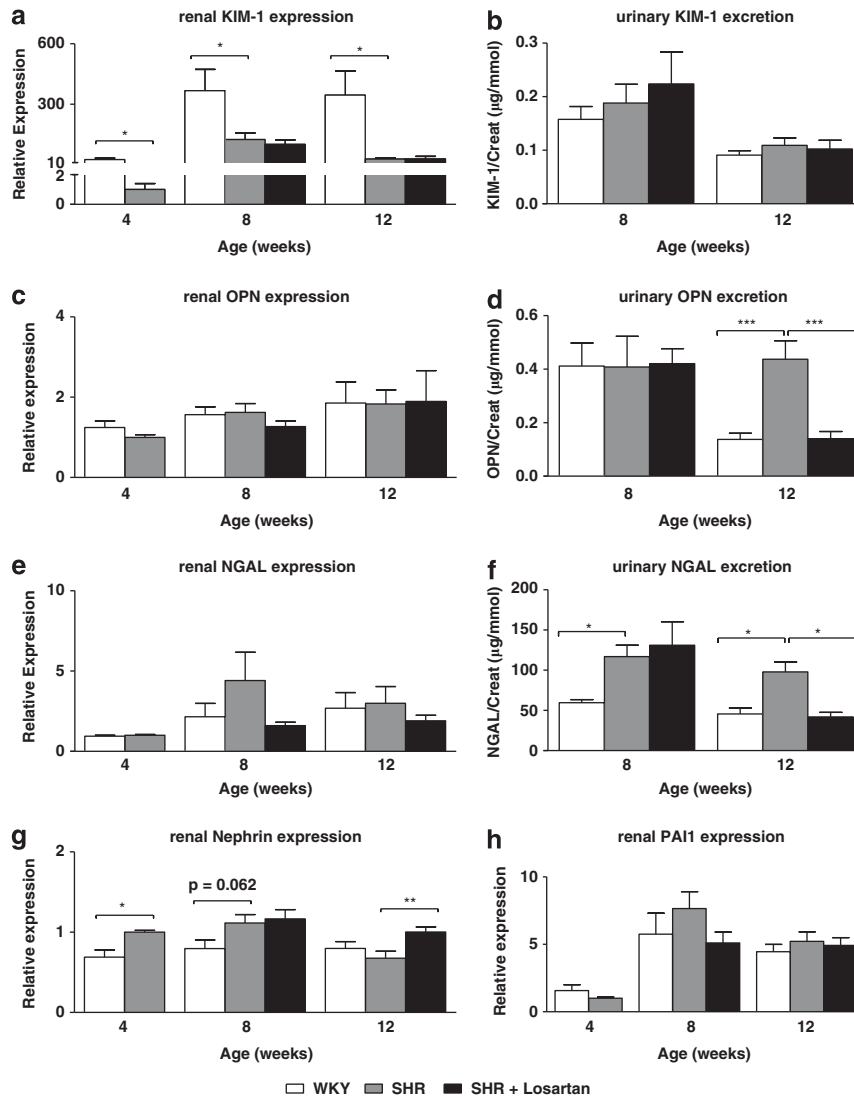 a
renal KIM-1 expression
Relative Expression
600
300
10
2
0
*
*
*
4
8
12
Age (weeks)
b
urinary KIM-1 excretion
KIM-1/Creat (μg/mmol)
0.3
0.2
0.1
0.0
8
12
Age (weeks)
c
renal OPN expression
Relative expression
4
2
0
4
8
12
Age (weeks)
d
urinary OPN excretion
OPN/Creat (μg/mmol)
0.6
0.4
0.2
0.0
***
***
8
12
Age (weeks)
e
renal NGAL expression
Relative Expression
10
5
0
4
8
12
Age (weeks)
f
urinary NGAL excretion
NGAL/Creat (μg/mmol)
200
150
100
50
0
*
*
*
8
12
Age (weeks)
g
renal Nephrin expression
Relative expression
2
1
0
*
p = 0.062
**
4
8
12
Age (weeks)
h
renal PAI1 expression
Relative expression
10
5
0
4
8
12
Age (weeks)
WKY SHR SHR + Losartan